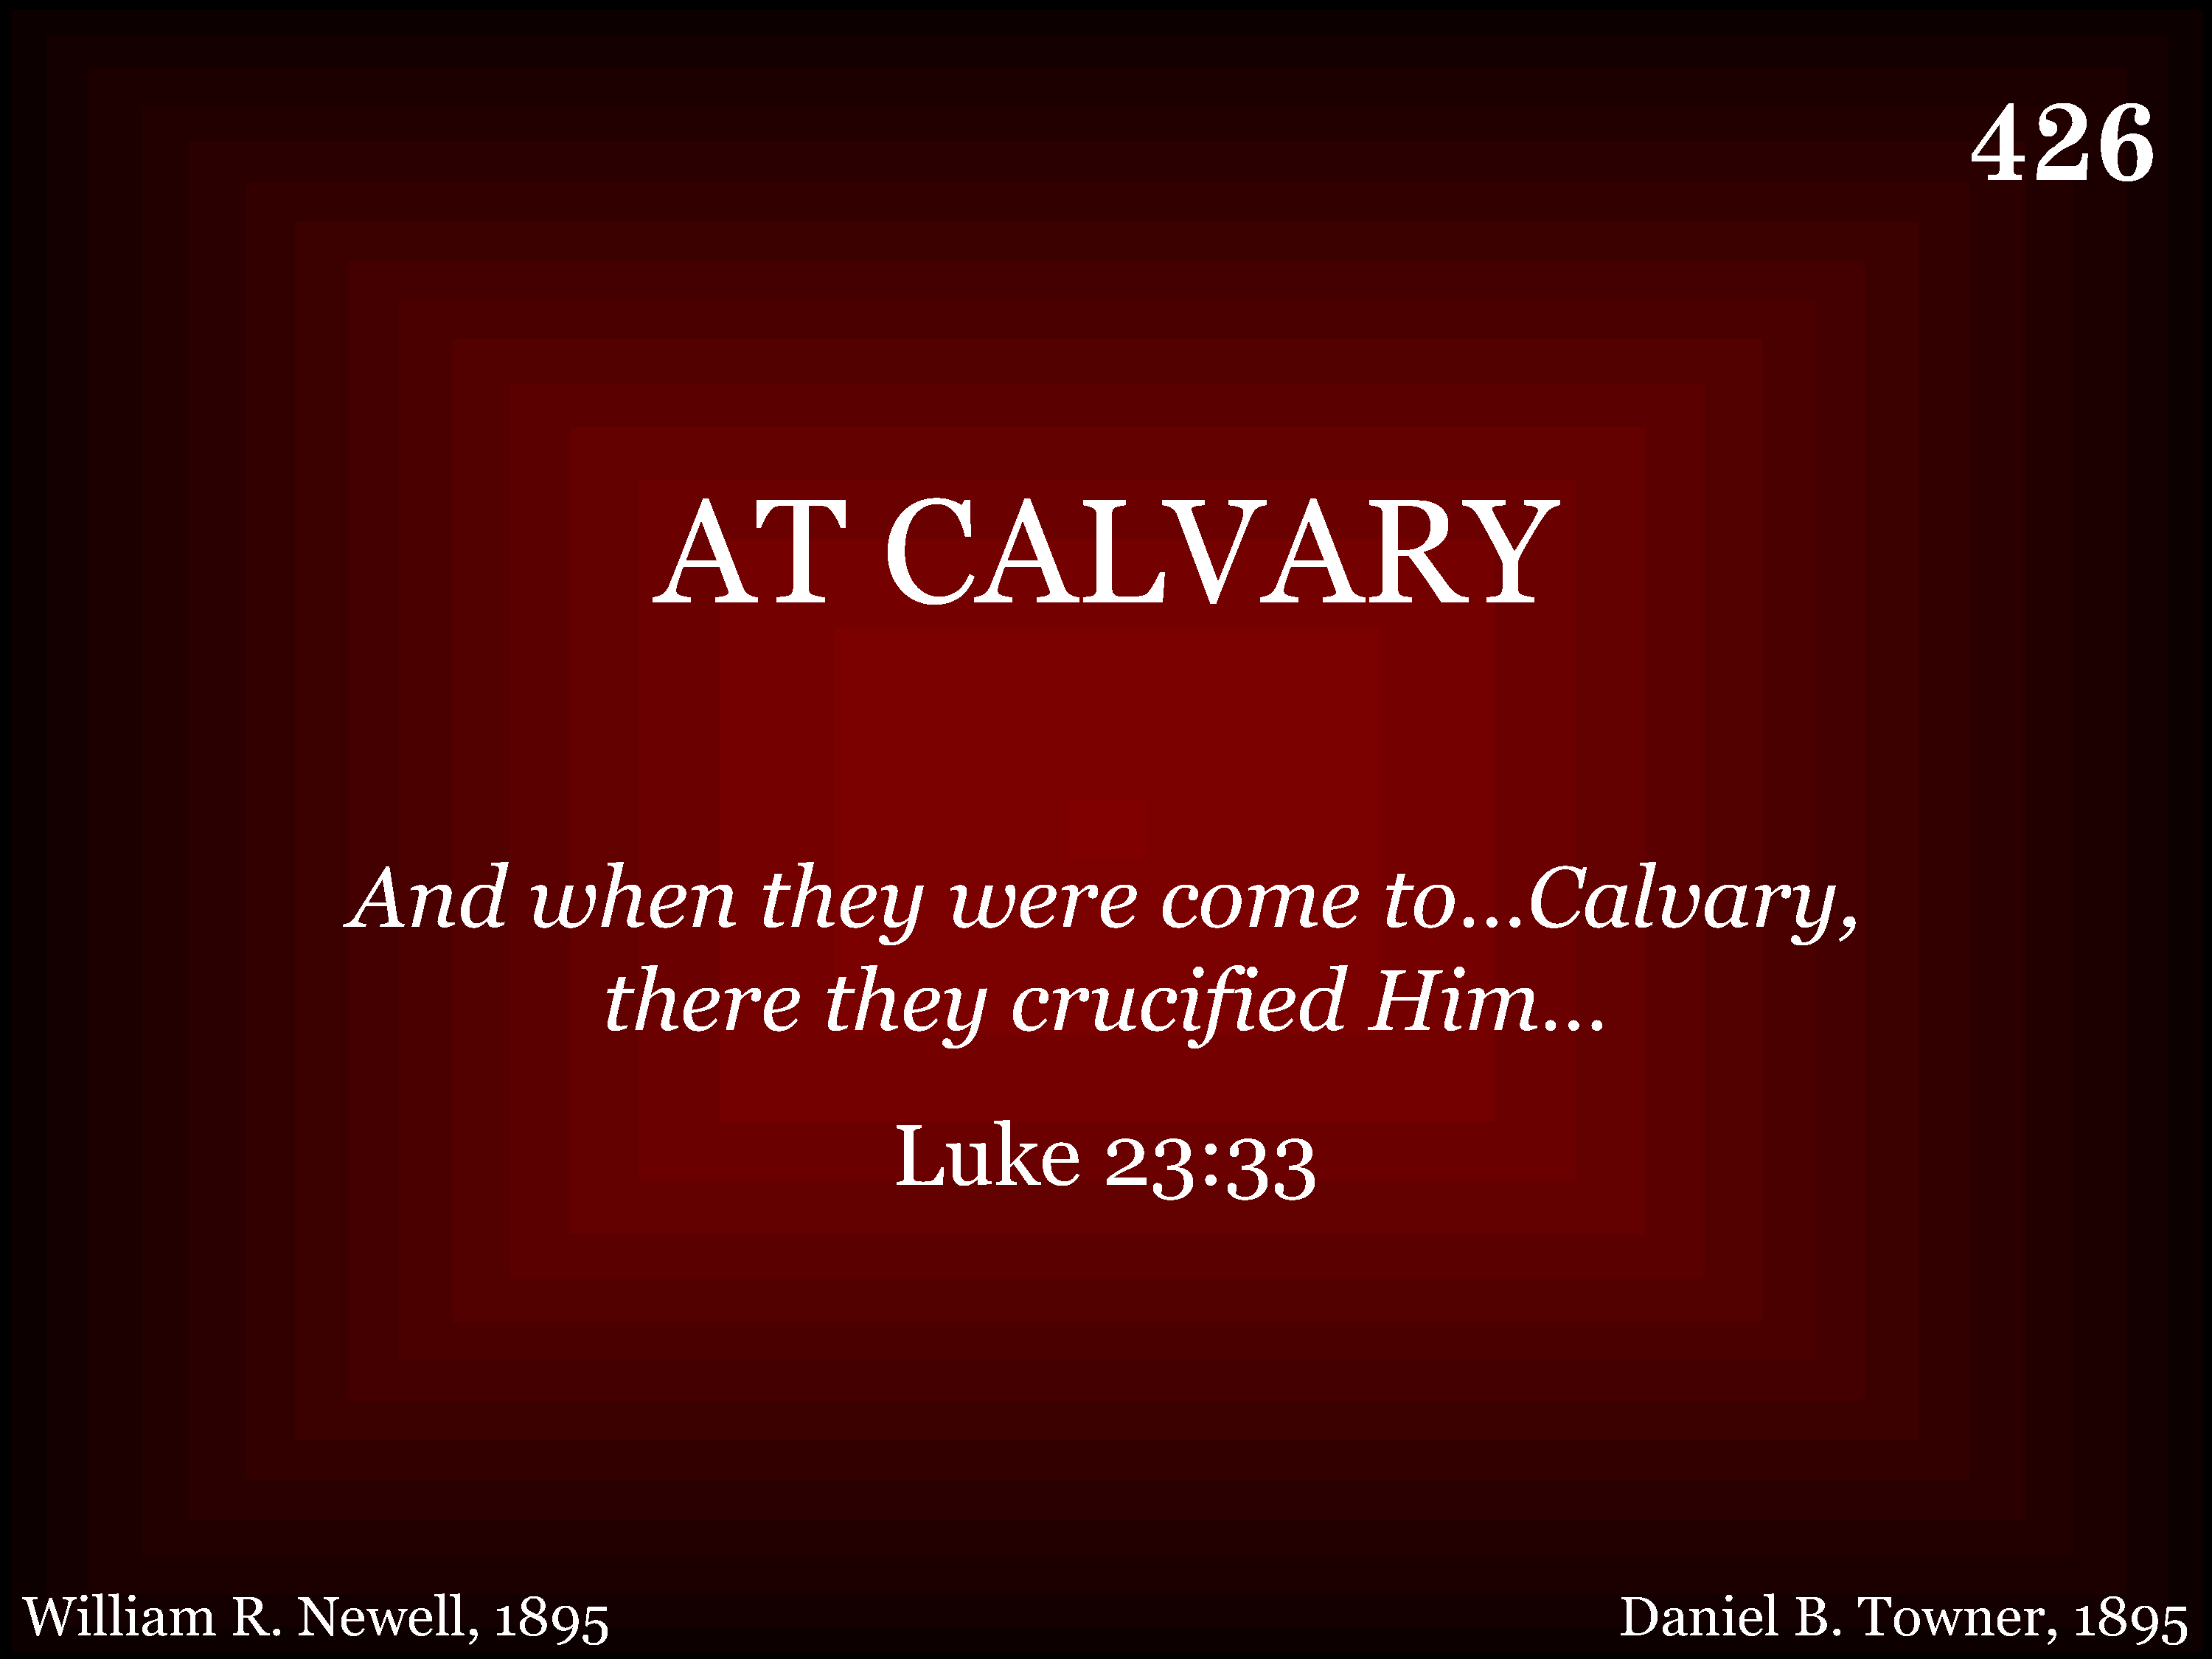 426
AT CALVARY
And when they were come to...Calvary,
there they crucified Him...
Luke 23:33
William R. Newell, 1895
Daniel B. Towner, 1895